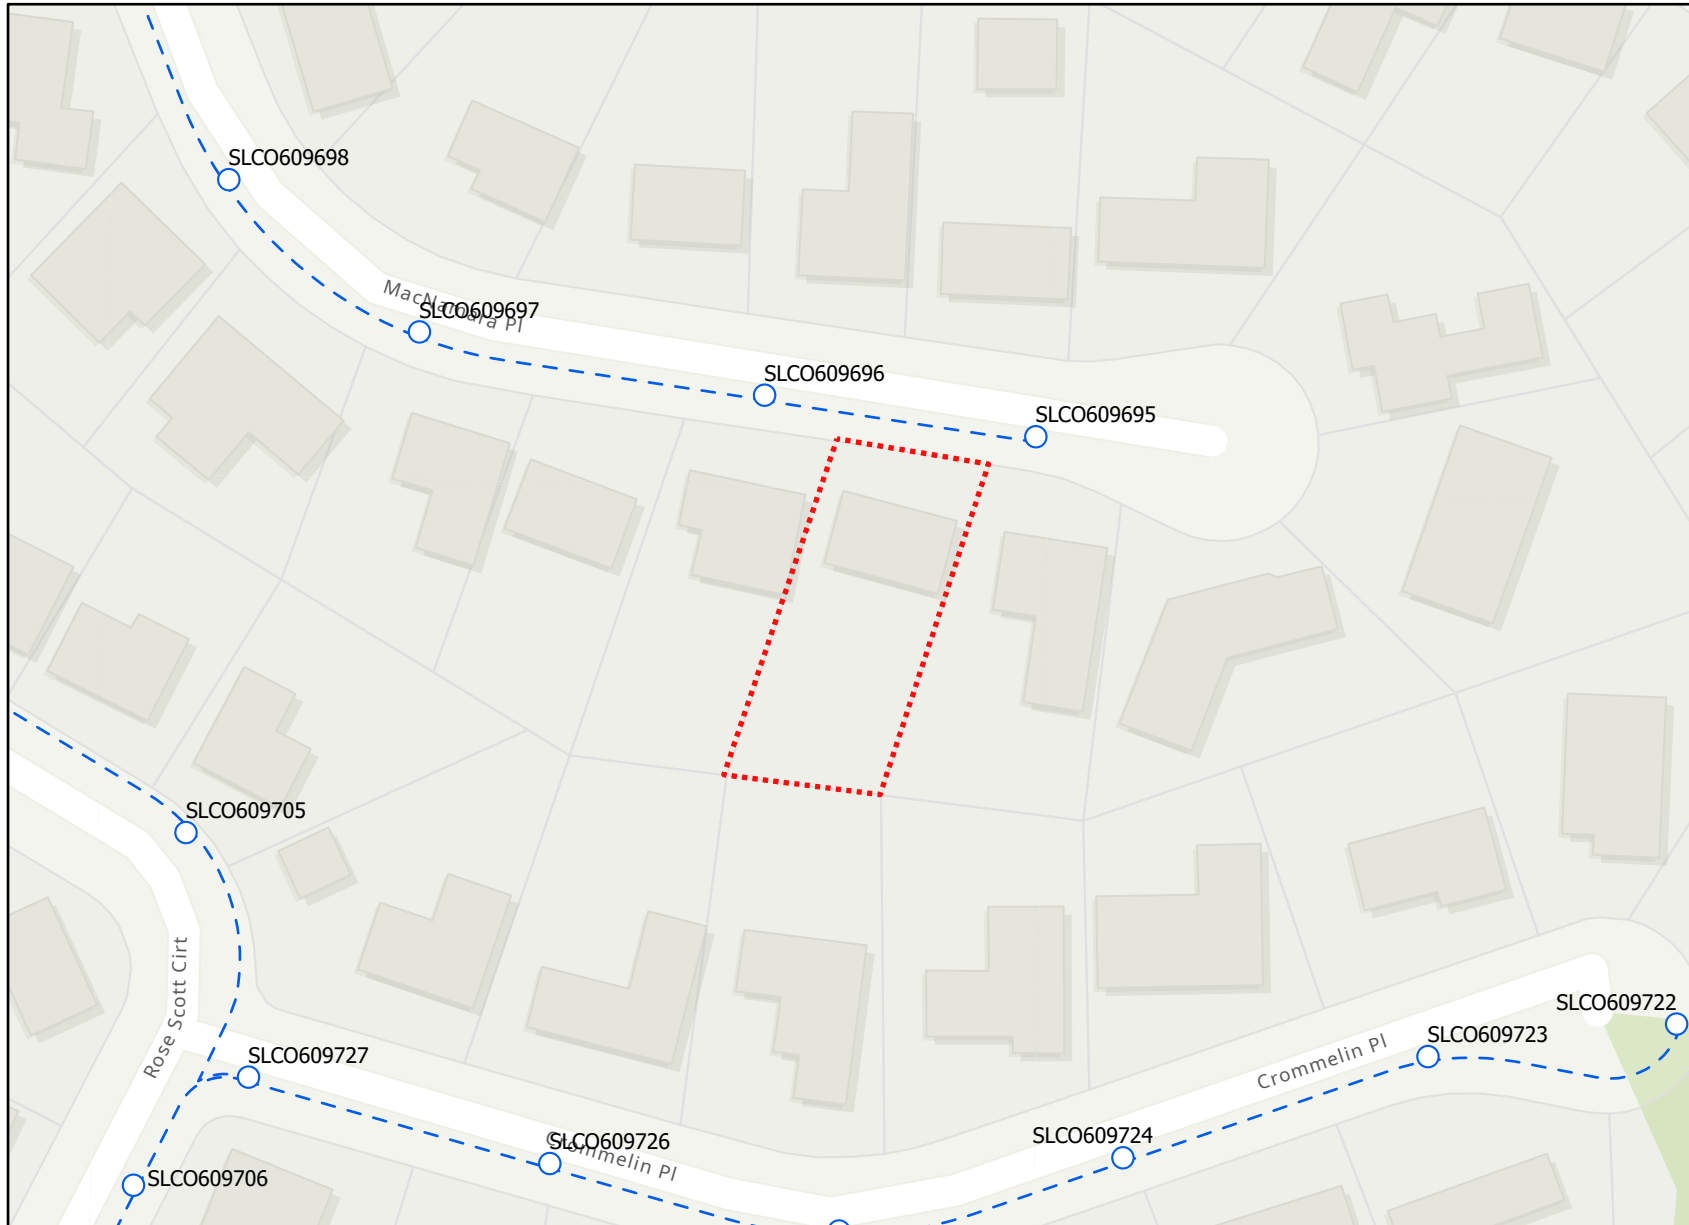 SLCO609698
MacNamara Pl
SLCO609697
SLCO609696
SLCO609695
SLCO609705
Rose Scott Cirt
SLCO609722
SLCO609723
Crommelin Pl
SLCO609727
SLCO609724
SLCO609726
Crommelin Pl
SLCO609706